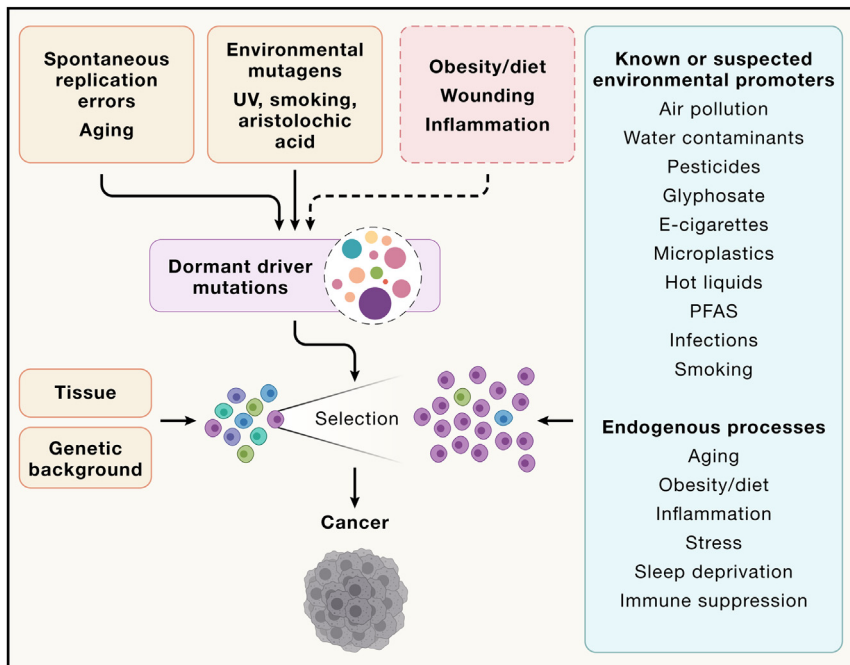 Spontaneous
replication
errors
Aging
Environmental
mutagens
UV, smoking,
aristolochic
acid
Obesity/diet
Wounding
Inflammation
Known or suspected
environmental promoters
Air pollution
Water contaminants
Pesticides
Glyphosate
E-cigarettes
Microplastics
Hot liquids
PFAS
Infections
Smoking
Endogenous processes
Aging
Obesity/diet
Inflammation
Stress
Sleep deprivation
Immune suppression
Dormant driver
mutations
Tissue
Genetic
background
Selection
Cancer